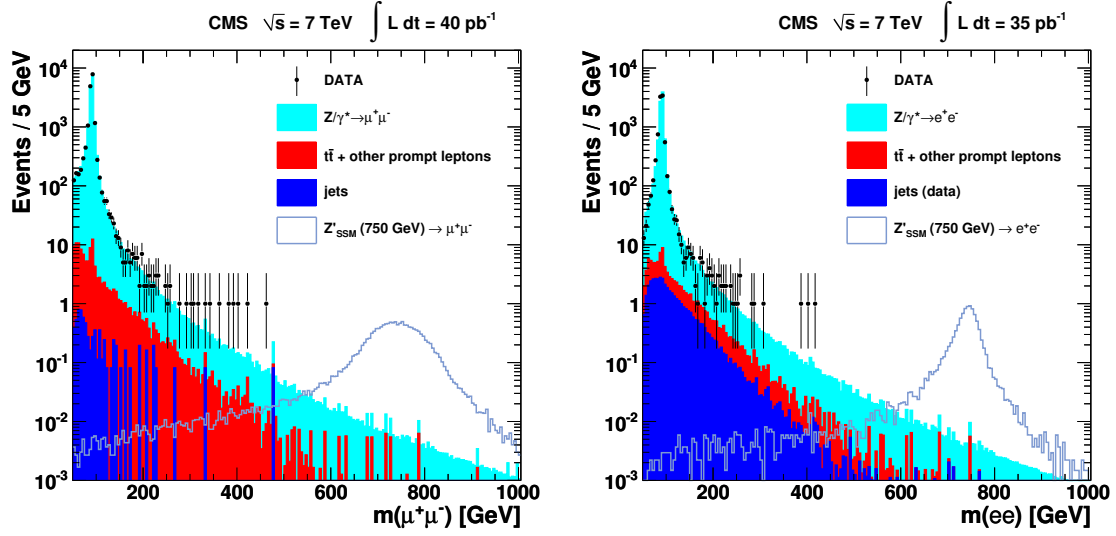 CMS √s = 7 TeV ∫ L dt = 40 pb⁻¹
Events / 5 GeV
10⁴
10³
10²
10
1
10⁻¹
10⁻²
10⁻³
DATA
Z/γ*→μ⁺μ⁻
tt̄ + other prompt leptons
jets
Z'SSM (750 GeV) → μ⁺μ⁻
200 400 600 800 1000
m(μ⁺μ⁻) [GeV]
CMS √s = 7 TeV ∫ L dt = 35 pb⁻¹
Events / 5 GeV
10⁴
10³
10²
10
1
10⁻¹
10⁻²
10⁻³
DATA
Z/γ*→e⁺e⁻
tt̄ + other prompt leptons
jets (data)
Z'SSM (750 GeV) → e⁺e⁻
200 400 600 800 1000
m(ee) [GeV]